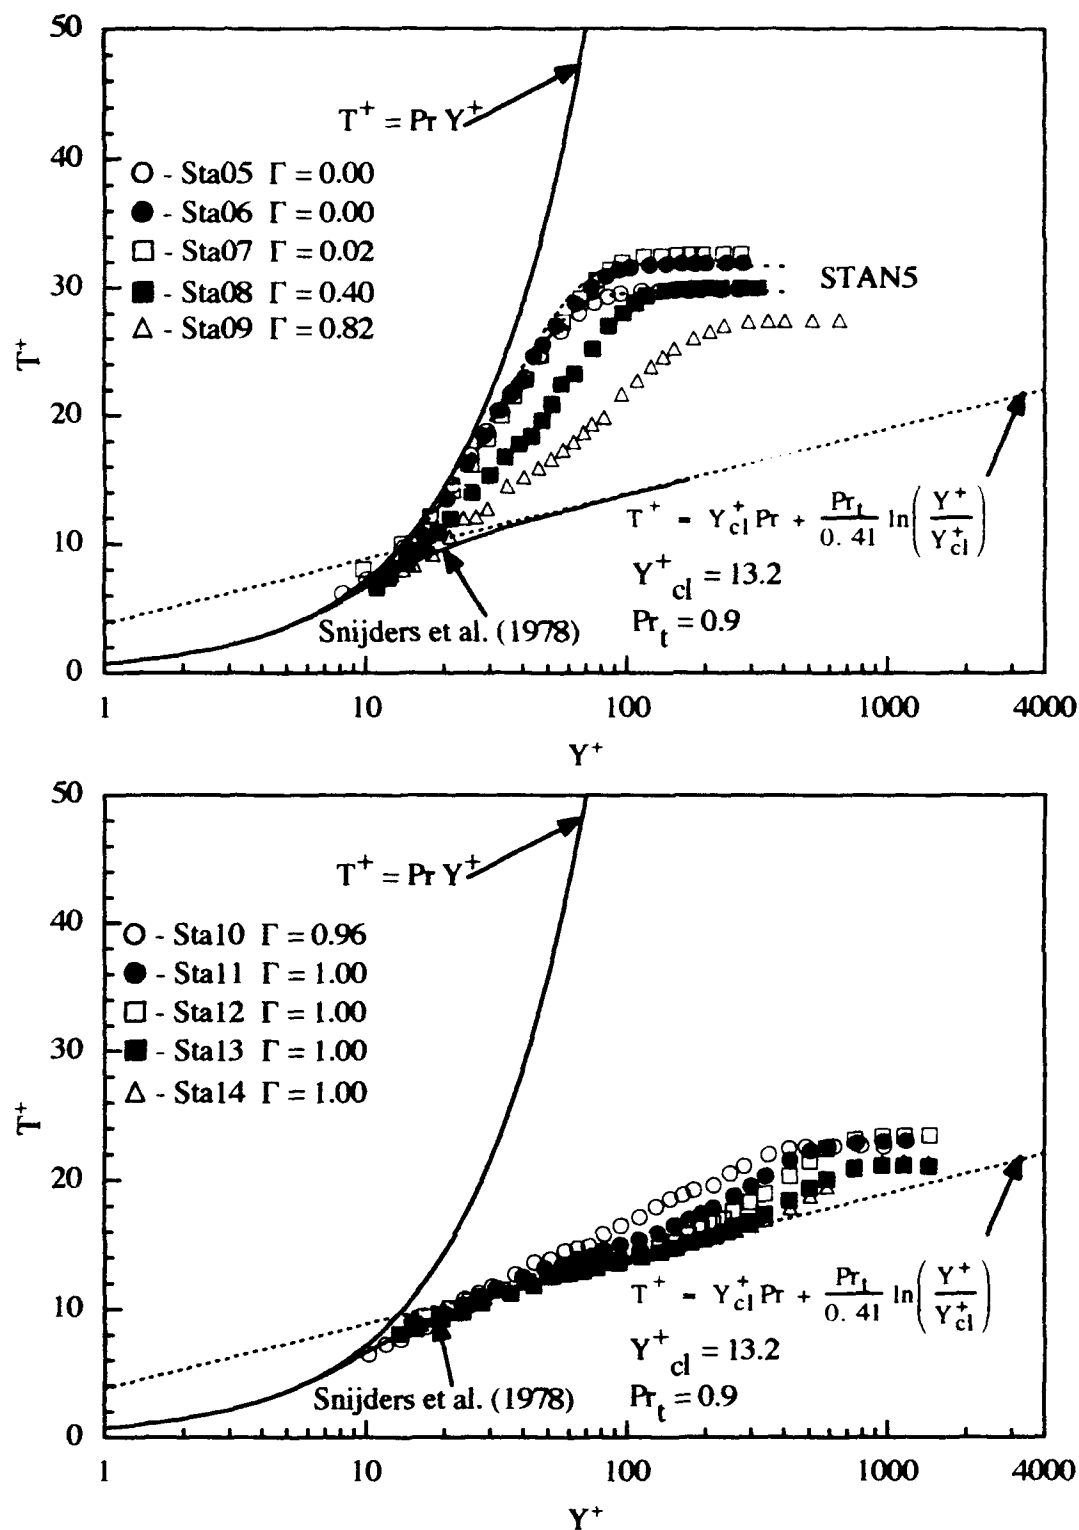 50
T+ = Pr Y+
40
○ - Sta05 Γ = 0.00
● - Sta06 Γ = 0.00
□ - Sta07 Γ = 0.02
■ - Sta08 Γ = 0.40
△ - Sta09 Γ = 0.82
30
STAN5
T+
20
T+ = Y+cl Pr + Prt/0.41 ln(Y+/Y+cl)
10
Y+cl = 13.2
Snijders et al. (1978)
Prt = 0.9
0
1 10 100 1000 4000
Y+
50
T+ = Pr Y+
40
○ - Sta10 Γ = 0.96
● - Sta11 Γ = 1.00
□ - Sta12 Γ = 1.00
■ - Sta13 Γ = 1.00
△ - Sta14 Γ = 1.00
30
T+
20
T+ = Y+cl Pr + Prt/0.41 ln(Y+/Y+cl)
10
Y+cl = 13.2
Snijders et al. (1978)
Prt = 0.9
0
1 10 100 1000 4000
Y+